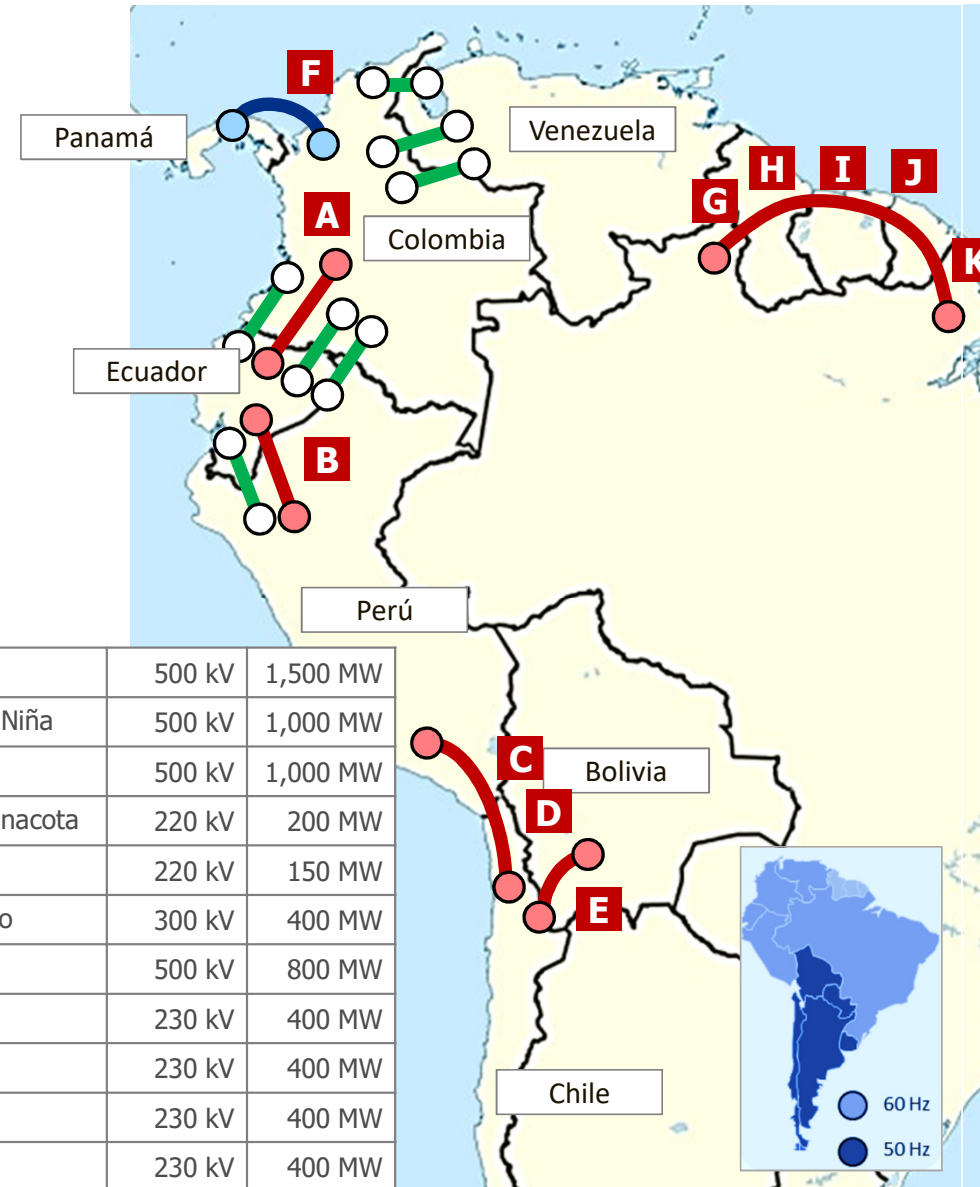 F
Panamá
Venezuela
H
I
J
G
A
Colombia
K
Ecuador
B
Perú
500 kV 1,500 MW
Niña 500 kV 1,000 MW
500 kV 1,000 MW
nacota 220 kV 200 MW
220 kV 150 MW
o 300 kV 400 MW
500 kV 800 MW
230 kV 400 MW
230 kV 400 MW
230 kV 400 MW
230 kV 400 MW
C
Bolivia
D
E
Chile
60 Hz
50 Hz